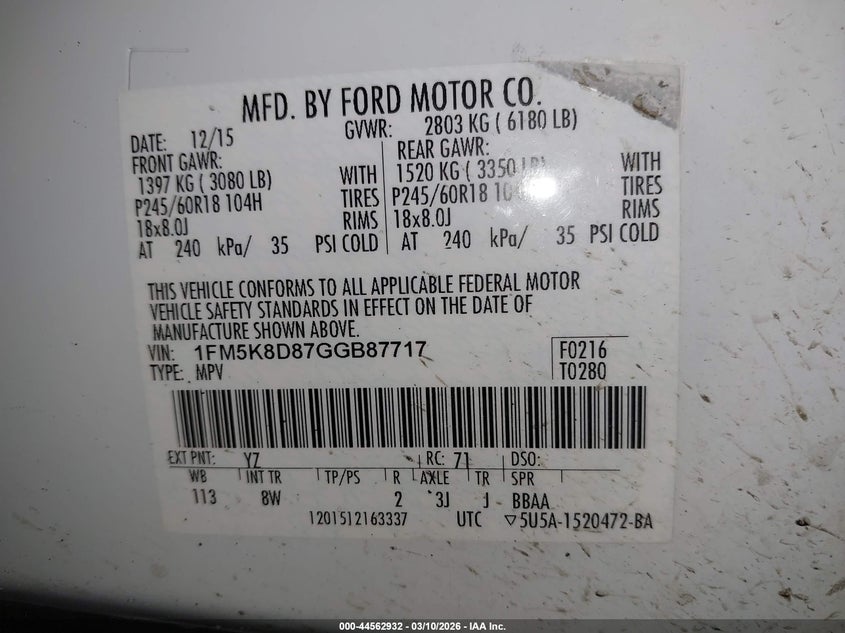 MFD. BY FORD MOTOR CO.
DATE: 12/15
GVWR: 2803 KG ( 6180 LB)
FRONT GAWR:
1397 KG ( 3080 LB) WITH
P245/60R18 104H TIRES
18x8.0J RIMS
AT 240 kPa/ 35 PSI COLD
REAR GAWR:
1520 KG ( 3350 LB) WITH
P245/60R18 TIRES
18x8.0J RIMS
AT 240 kPa/ 35 PSI COLD
THIS VEHICLE CONFORMS TO ALL APPLICABLE FEDERAL MOTOR
VEHICLE SAFETY STANDARDS IN EFFECT ON THE DATE OF
MANUFACTURE SHOWN ABOVE.
VIN: 1FM5K8D87GGB87717
TYPE: MPV
F0216
T0280
EXT PNT: YZ RC: 71 DSO:
WB INT TR TP/PS R AXLE TR SPR
113 8W 2 3J J BBAA
1201512163337 UTC ▽5U5A-1520472-BA
000-44562932 - 03/10/2026 - IAA Inc.